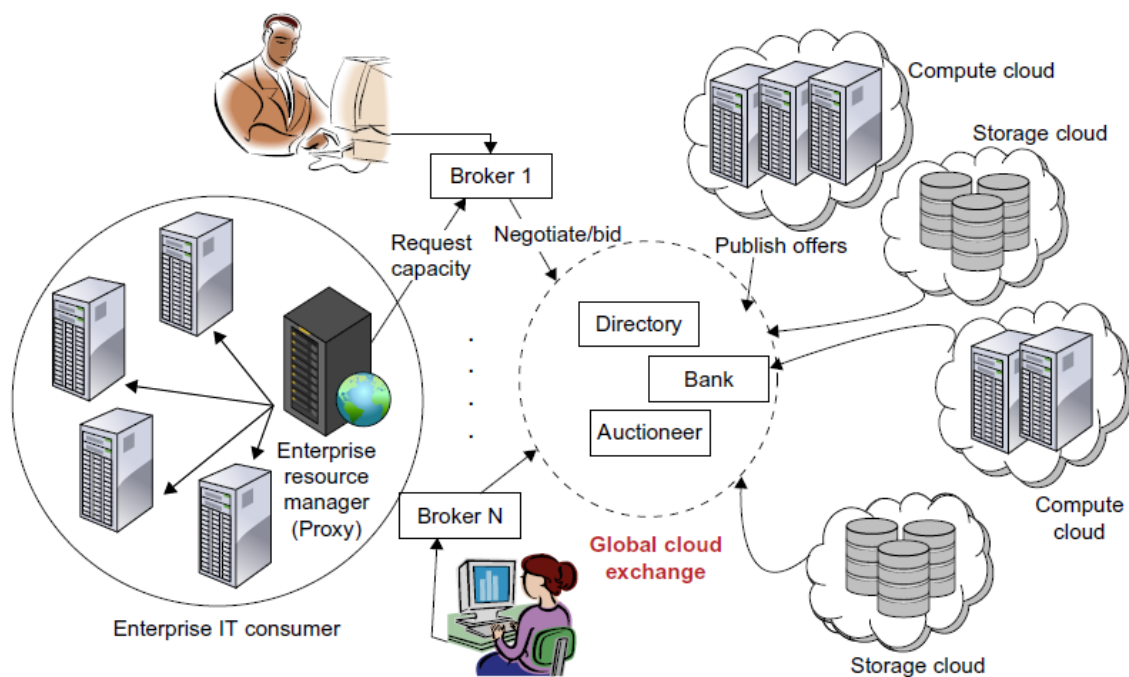 Compute cloud
Storage cloud
Broker 1
Request
capacity
Negotiate/bid
Publish offers
Directory
Bank
Auctioneer
Enterprise
resource
manager
(Proxy)
Broker N
Global cloud
exchange
Compute
cloud
Enterprise IT consumer
Storage cloud